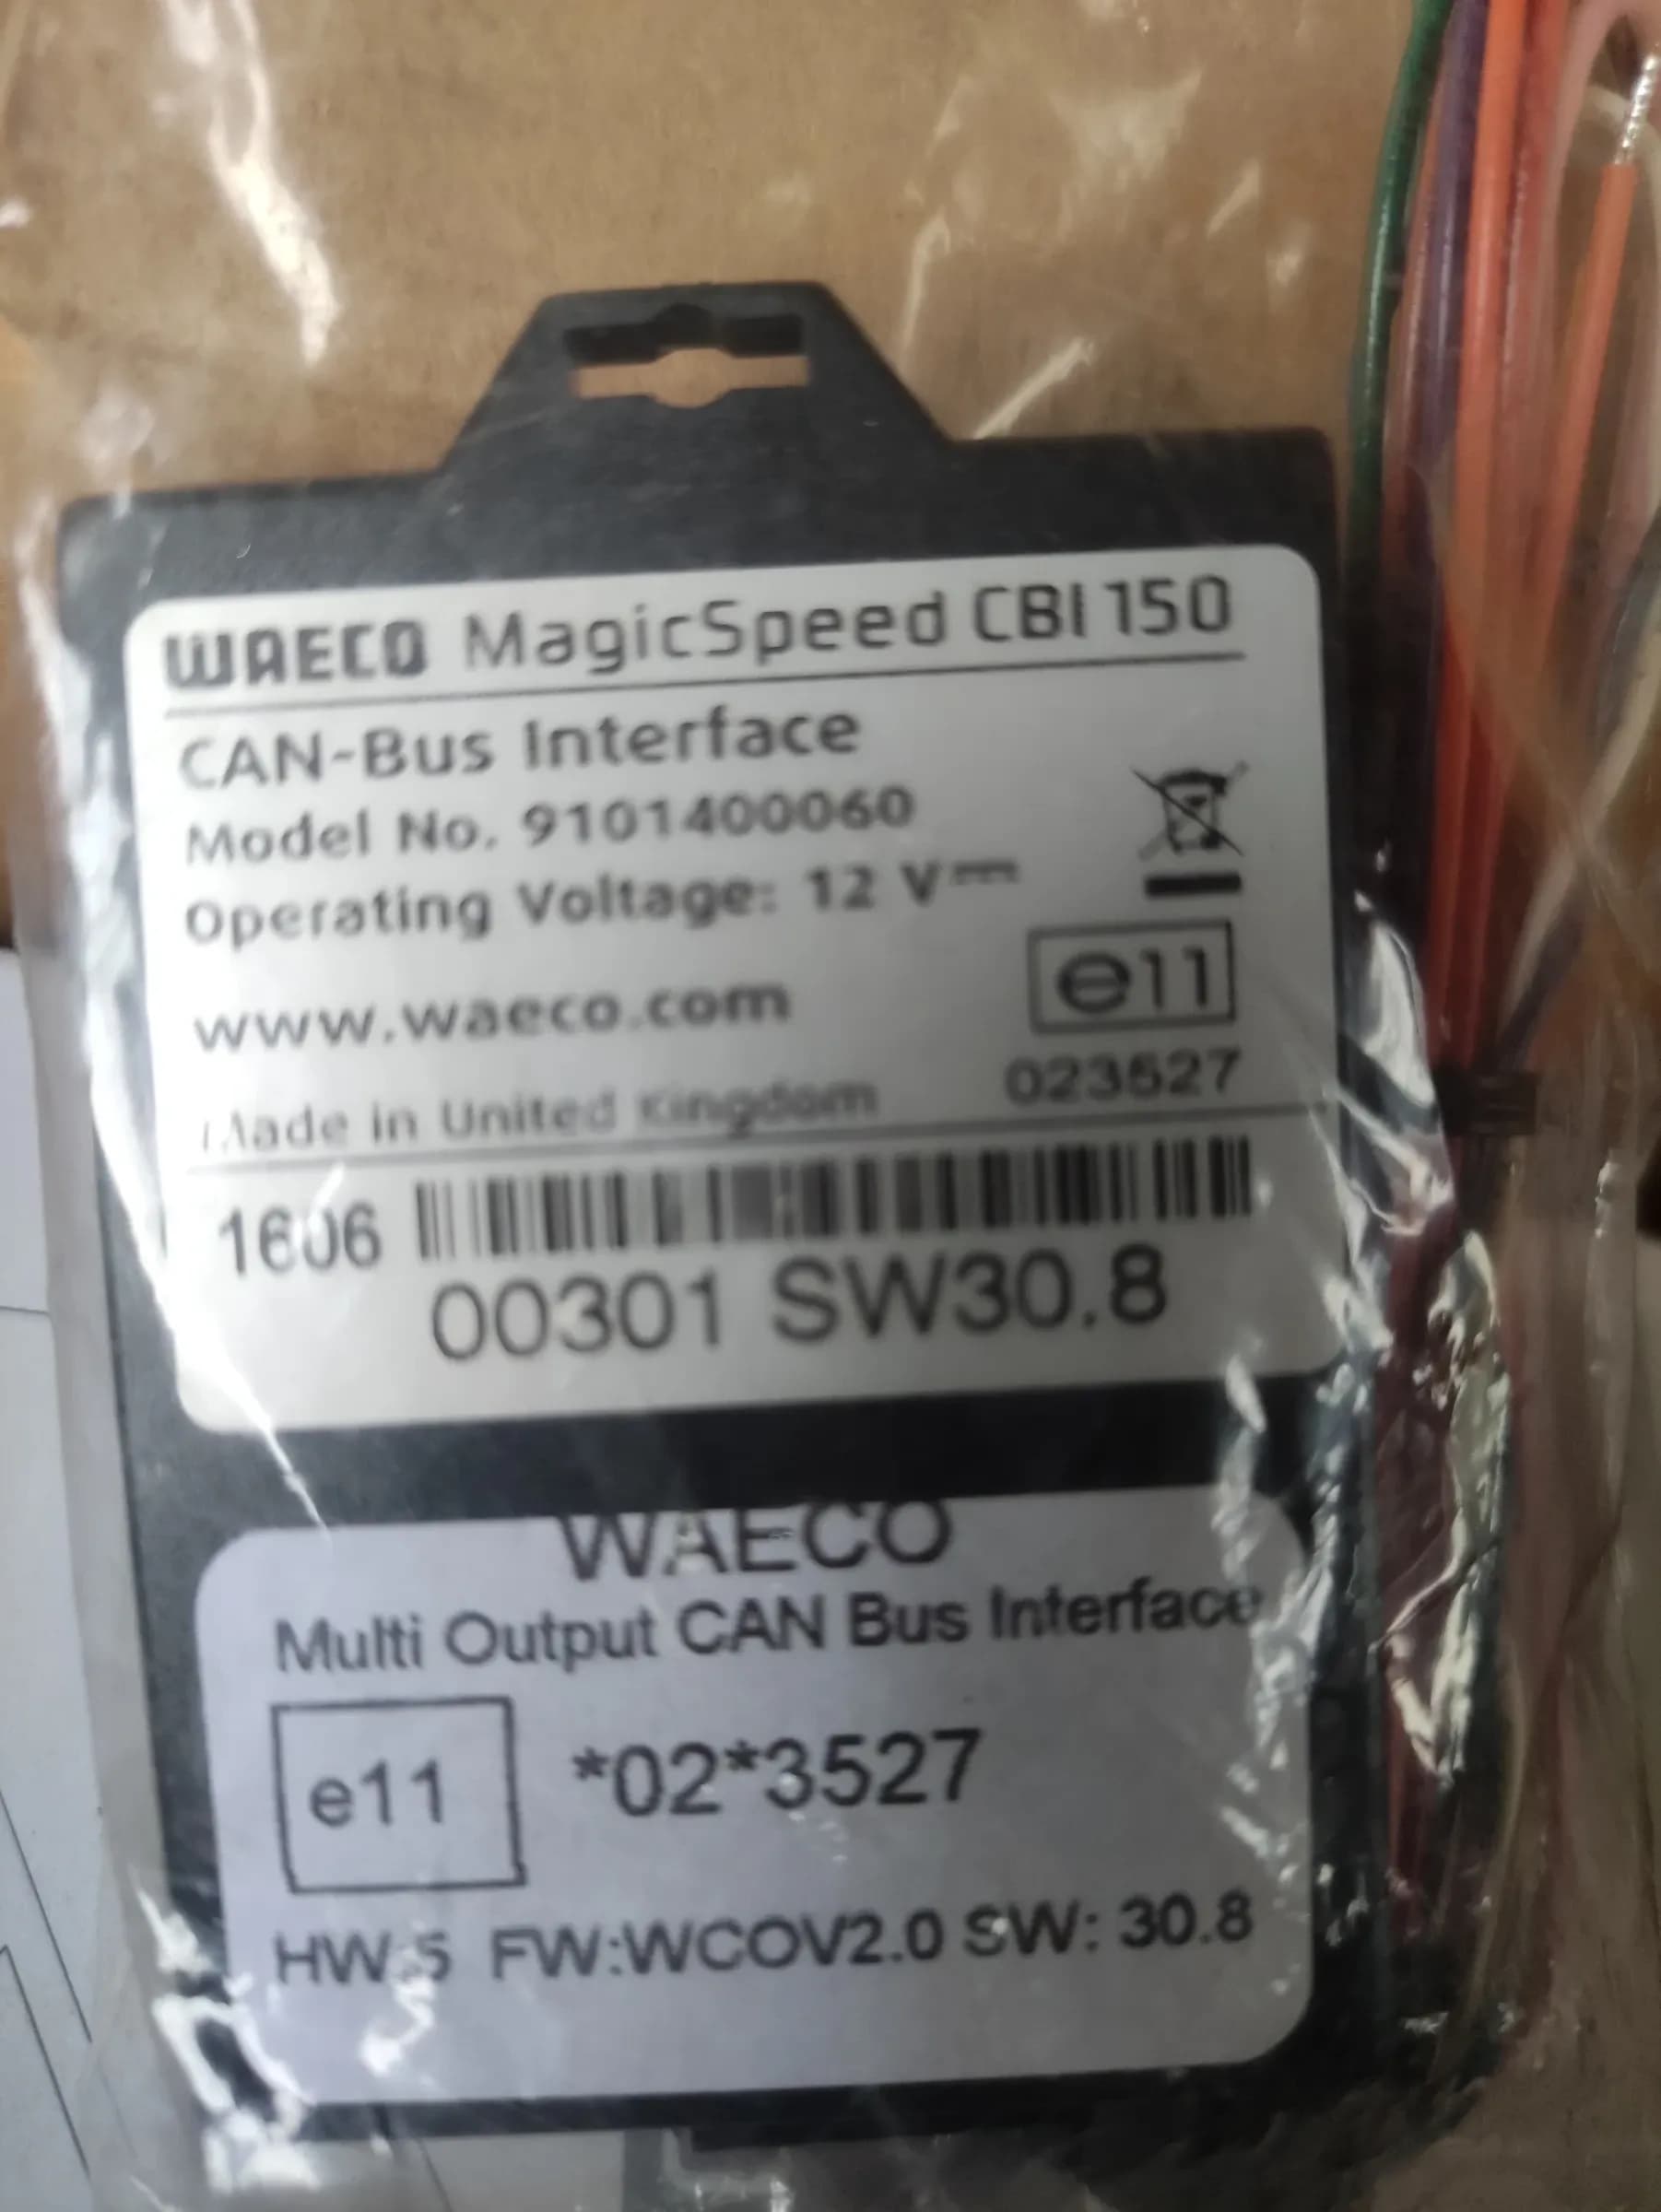 WAECO MagicSpeed CBI 150
CAN-Bus Interface
Model No. 9101400060
Operating Voltage: 12 V
e11
www.waeco.com
023527
Made in United Kingdom
1606
00301 SW30.8
WAECO
Multi Output CAN Bus Interface
e11 *02*3527
HW:5 FW:WCOV2.0 SW: 30.8